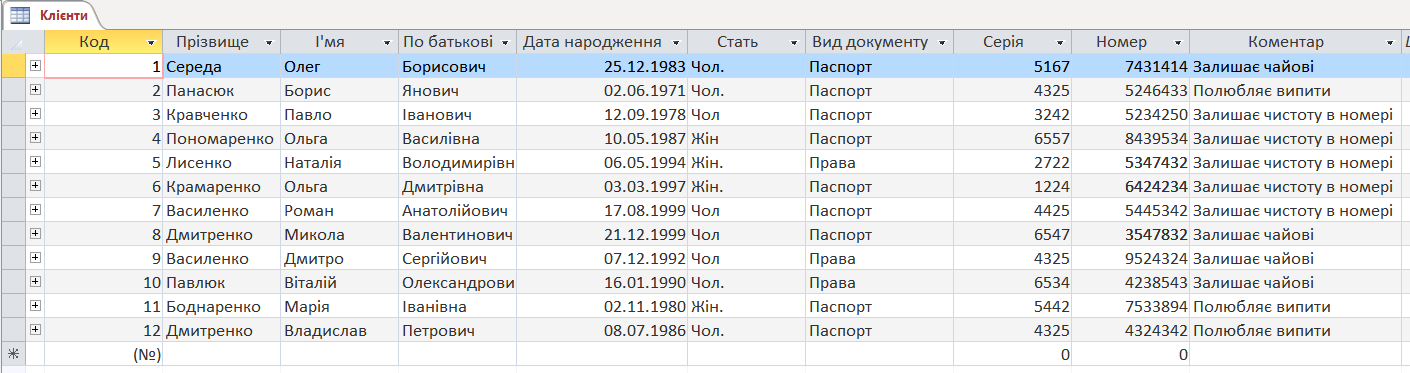 Клієнти
Код Прізвище І'мя По батькові Дата народження Стать Вид документу Серія Номер Коментар
1 Середа Олег Борисович 25.12.1983 Чол. Паспорт 5167 7431414 Залишає чайові
2 Панасюк Борис Янович 02.06.1971 Чол. Паспорт 4325 5246433 Полюбляє випити
3 Кравченко Павло Іванович 12.09.1978 Чол Паспорт 3242 5234250 Залишає чистоту в номері
4 Пономаренко Ольга Василівна 10.05.1987 Жін Паспорт 6557 8439534 Залишає чистоту в номері
5 Лисенко Наталія Володимирівн 06.05.1994 Жін. Права 2722 5347432 Залишає чистоту в номері
6 Крамаренко Ольга Дмитрівна 03.03.1997 Жін. Паспорт 1224 6424234 Залишає чистоту в номері
7 Василенко Роман Анатолійович 17.08.1999 Чол Паспорт 4425 5445342 Залишає чистоту в номері
8 Дмитренко Микола Валентинович 21.12.1999 Чол Паспорт 6547 3547832 Залишає чайові
9 Василенко Дмитро Сергійович 07.12.1992 Чол Права 4325 9524324 Залишає чайові
10 Павлюк Віталій Олександрови 16.01.1990 Чол. Права 6534 4238543 Залишає чайові
11 Боднаренко Марія Іванівна 02.11.1980 Жін. Паспорт 5442 7533894 Полюбляє випити
12 Дмитренко Владислав Петрович 08.07.1986 Чол. Паспорт 4325 4324342 Полюбляє випити
(№) 0 0